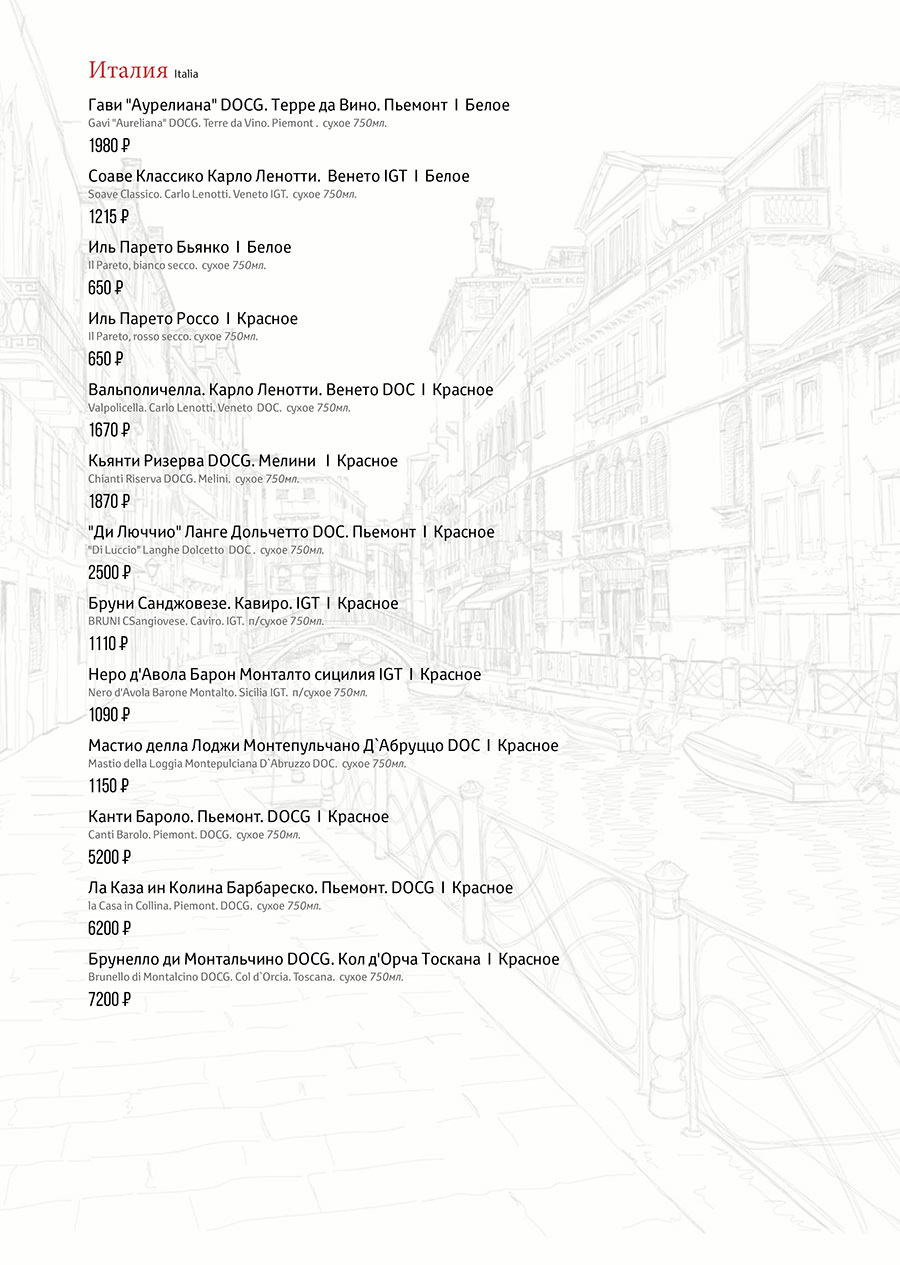 Италия Italia
Гави "Аурелиана" DOCG. Терре да Вино. Пьемонт I Белое
Gavi "Aureliana" DOCG. Terre da Vino. Piemont . сухое 750мл.
1980 ₽
Соаве Классико Карло Ленотти. Венето IGT I Белое
Soave Classico. Carlo Lenotti. Veneto IGT. сухое 750мл.
1215 ₽
Иль Парето Бьянко I Белое
Il Pareto, bianco secco. сухое 750мл.
650 ₽
Иль Парето Россо I Красное
Il Pareto, rosso secco. сухое 750мл.
650 ₽
Вальполичелла. Карло Ленотти. Венето DOC I Красное
Valpolicella. Carlo Lenotti. Veneto DOC. сухое 750мл.
1670 ₽
Кьянти Ризерва DOCG. Мелини I Красное
Chianti Riserva DOCG. Melini. сухое 750мл.
1870 ₽
"Ди Люччио" Ланге Дольчетто DOC. Пьемонт I Красное
"Di Luccio" Langhe Dolcetto DOC . сухое 750мл.
2500 ₽
Бруни Санджовезе. Кавиро. IGT I Красное
BRUNI CSangiovese. Caviro. IGT. п/сухое 750мл.
1110 ₽
Неро д'Авола Барон Монталто сицилия IGT I Красное
Nero d'Avola Barone Montalto. Sicilia IGT. п/сухое 750мл.
1090 ₽
Мастио делла Лоджи Монтепульчано Д`Абруццо DOC I Красное
Mastio della Loggia Montepulciana D`Abruzzo DOC. сухое 750мл.
1150 ₽
Канти Бароло. Пьемонт. DOCG I Красное
Canti Barolo. Piemont. DOCG. сухое 750мл.
5200 ₽
Ла Каза ин Колина Барбареско. Пьемонт. DOCG I Красное
la Casa in Collina. Piemont. DOCG. сухое 750мл.
6200 ₽
Брунелло ди Монтальчино DOCG. Кол д'Орча Тоскана I Красное
Brunello di Montalcino DOCG. Col d`Orcia. Toscana. сухое 750мл.
7200 ₽